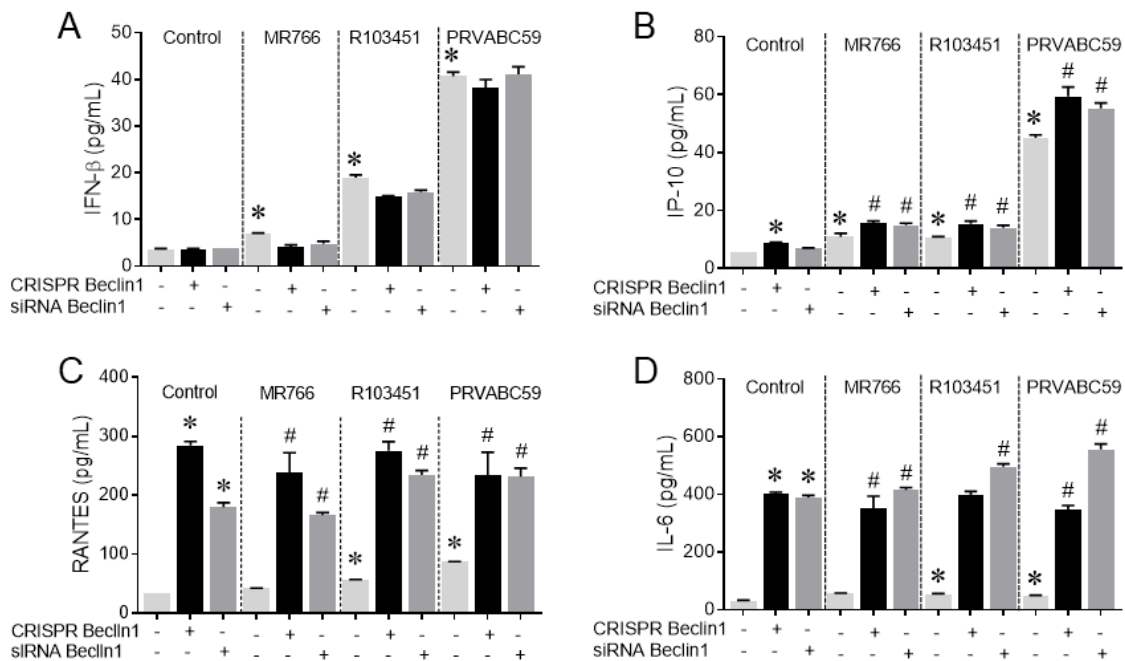 A
IFN-β (pg/mL)
50
40
30
20
10
0
Control MR766 R103451 PRVABC59
* * *
CRISPR Beclin1 - + - - + - - + - - + -
siRNA Beclin1 - - + - - + - - + - - +
B
IP-10 (pg/mL)
80
60
40
20
0
Control MR766 R103451 PRVABC59
* * # # * # # * # #
CRISPR Beclin1 - + - - + - - + - - + -
siRNA Beclin1 - - + - - + - - + - - +
C
RANTES (pg/mL)
400
300
200
100
0
Control MR766 R103451 PRVABC59
* * # # * # # * # #
CRISPR Beclin1 - + - - + - - + - - + -
siRNA Beclin1 - - + - - + - - + - - +
D
IL-6 (pg/mL)
800
600
400
200
0
Control MR766 R103451 PRVABC59
* * # # * # * # #
CRISPR Beclin1 - + - - + - - + - - + -
siRNA Beclin1 - - + - - + - - + - - +